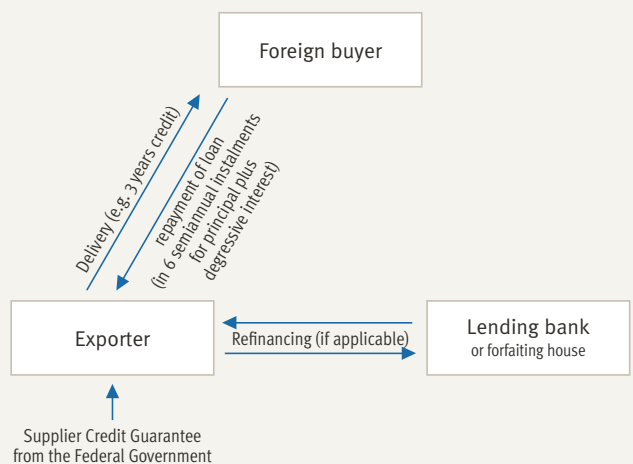 Foreign buyer
Delivery (e.g. 3 years credit)
repayment of loan
(in 6 semiannual instalments
for principal plus
degressive interest)
Exporter
Refinancing (if applicable)
Lending bank
or forfaiting house
Supplier Credit Guarantee
from the Federal Government